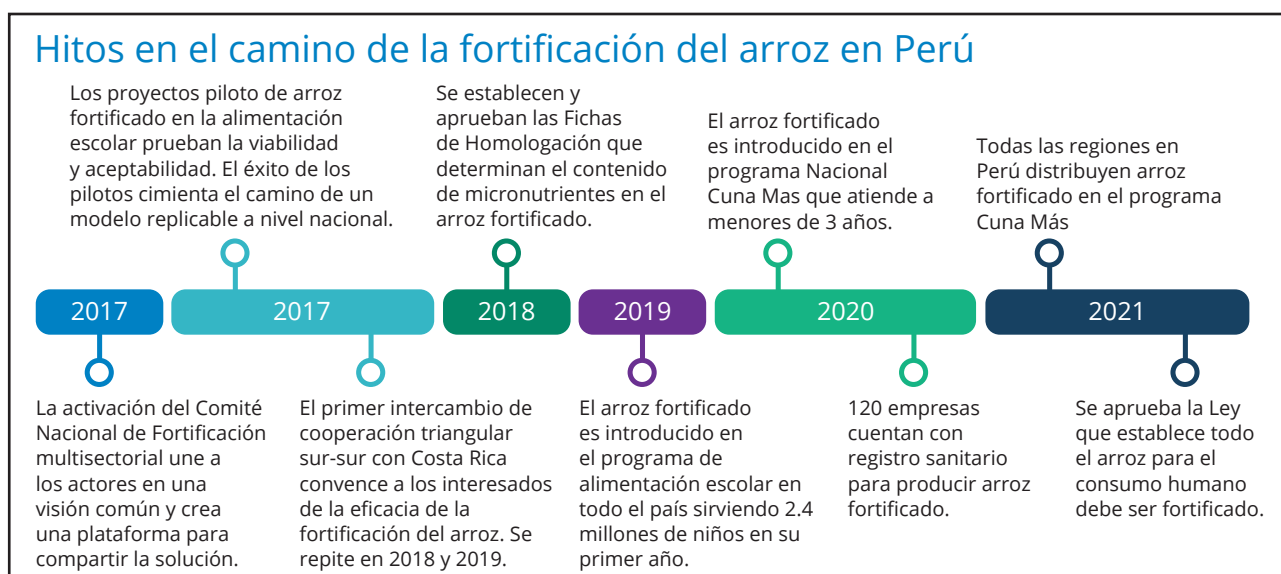 Hitos en el camino de la fortificación del arroz en Perú
Los proyectos piloto de arroz
fortificado en la alimentación
escolar prueban la viabilidad
y aceptabilidad. El éxito de los
pilotos cimienta el camino de un
modelo replicable a nivel nacional.
Se establecen y
aprueban las Fichas
de Homologación que
determinan el contenido
de micronutrientes en el
arroz fortificado.
El arroz fortificado
es introducido en el
programa Nacional
Cuna Mas que atiende a
menores de 3 años.
Todas las regiones en
Perú distribuyen arroz
fortificado en el programa
Cuna Más
2017
2017
2018
2019
2020
2021
La activación del Comité
Nacional de Fortificación
multisectorial une a
los actores en una
visión común y crea
una plataforma para
compartir la solución.
El primer intercambio de
cooperación triangular
sur-sur con Costa Rica
convence a los interesados
de la eficacia de la
fortificación del arroz. Se
repite en 2018 y 2019.
El arroz fortificado
es introducido en
el programa de
alimentación escolar en
todo el país sirviendo 2.4
millones de niños en su
primer año.
120 empresas
cuentan con
registro sanitario
para producir arroz
fortificado.
Se aprueba la Ley
que establece todo
el arroz para el
consumo humano
debe ser fortificado.